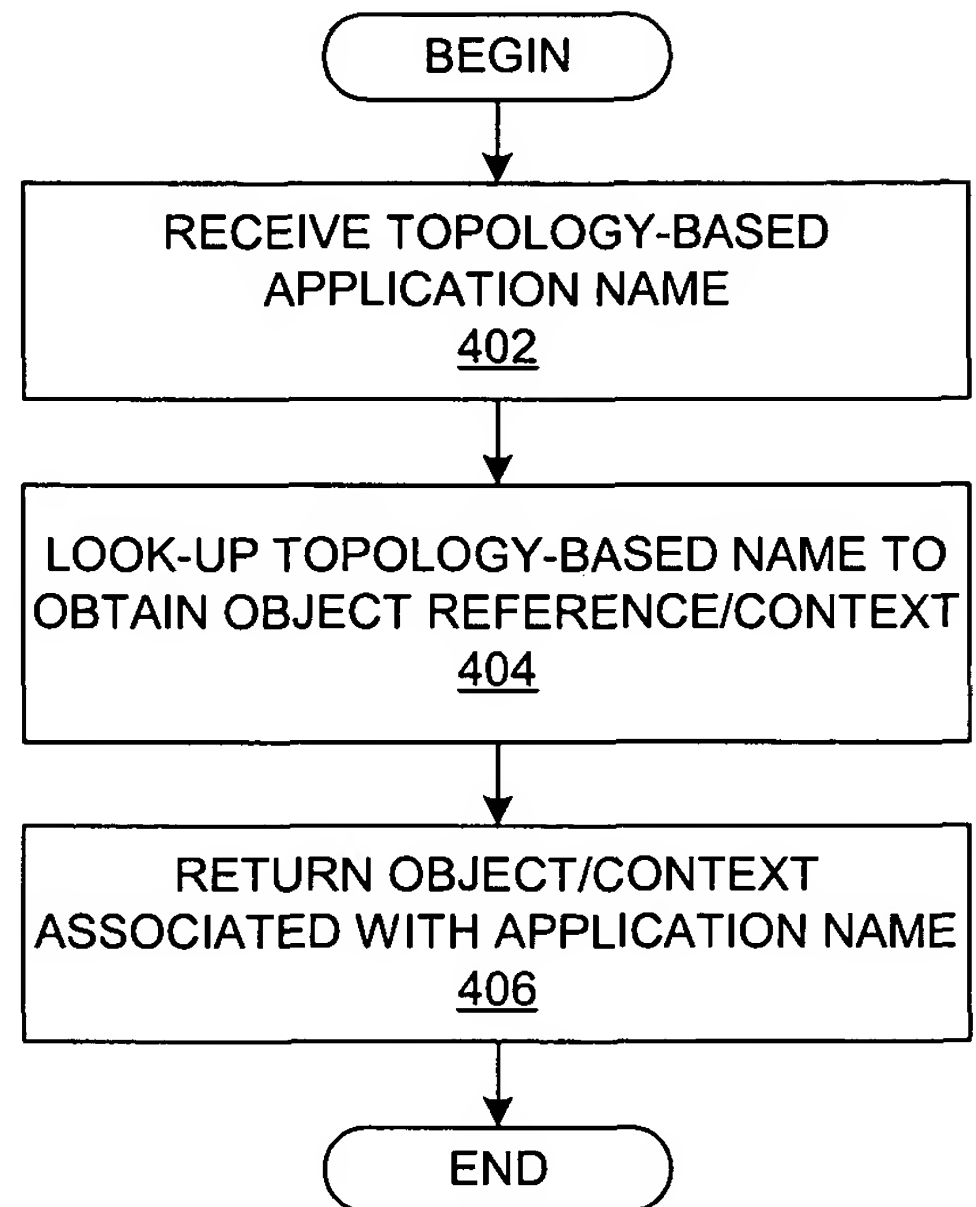 BEGIN
RECEIVE TOPOLOGY-BASED
APPLICATION NAME
402
LOOK-UP TOPOLOGY-BASED NAME TO
OBTAIN OBJECT REFERENCE/CONTEXT
404
RETURN OBJECT/CONTEXT
ASSOCIATED WITH APPLICATION NAME
406
END